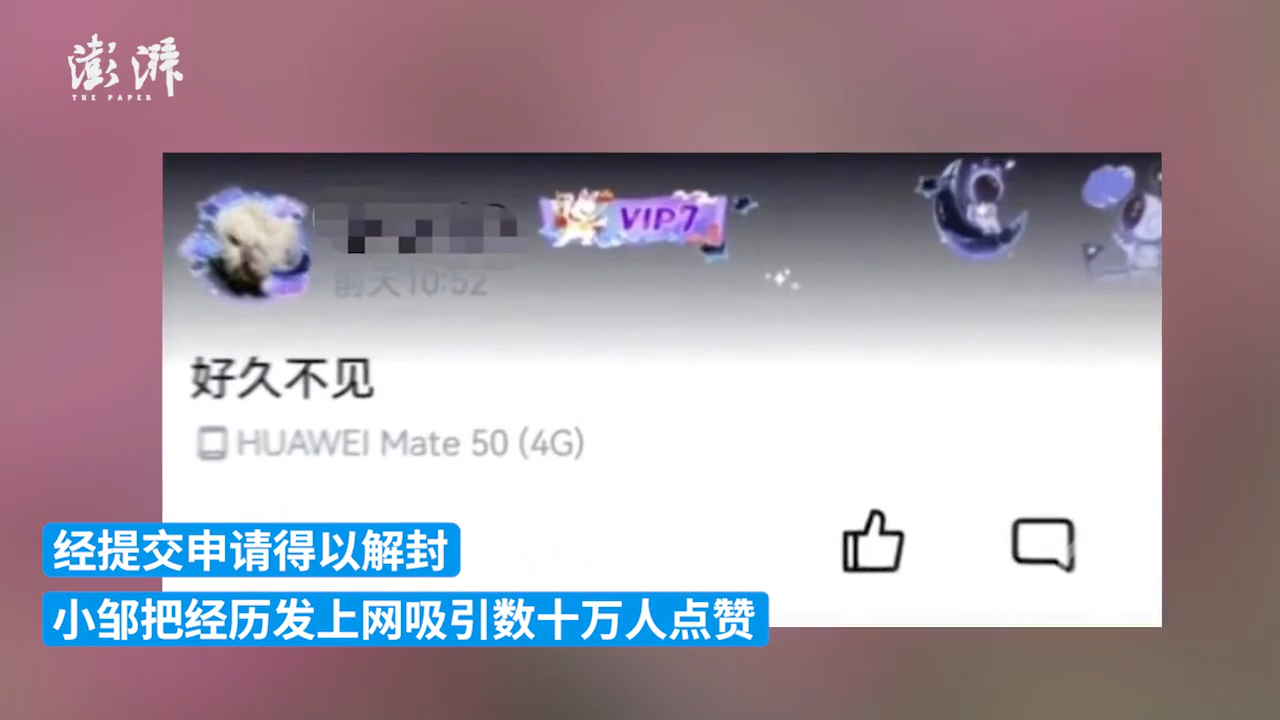 澎湃
THE PAPER
VIP7
前天10:52
好久不见
HUAWEI Mate 50 (4G)
经提交申请得以解封
小邹把经历发上网吸引数十万人点赞